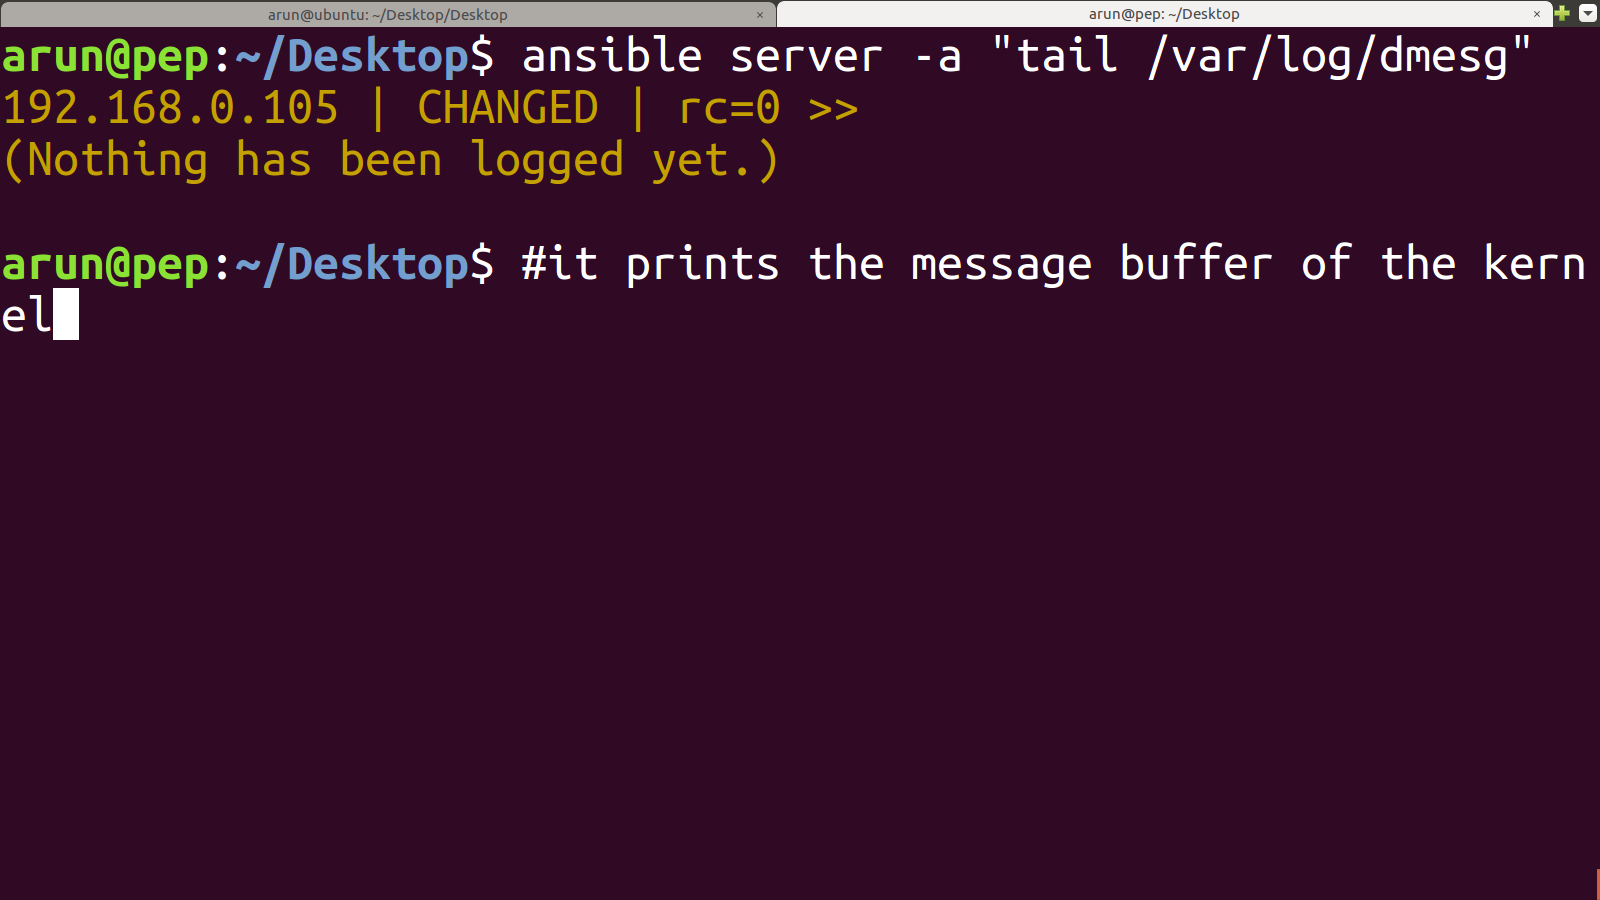 arun@ubuntu: ~/Desktop/Desktop × arun@pep: ~/Desktop ×
arun@pep:~/Desktop$ ansible server -a "tail /var/log/dmesg"
192.168.0.105 | CHANGED | rc=0 >>
(Nothing has been logged yet.)
arun@pep:~/Desktop$ #it prints the message buffer of the kern
el